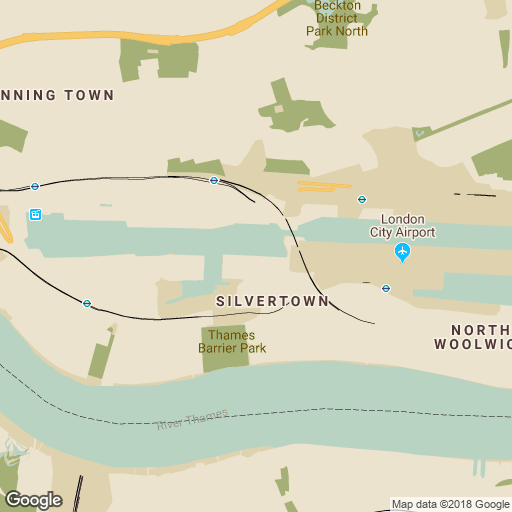 Beckton
District
Park North
NNING TOWN
London
City Airport
SILVERTOWN
NORTH
WOOLWIC
Thames
Barrier Park
River Thames
Google
Google
Map data ©2018 Google